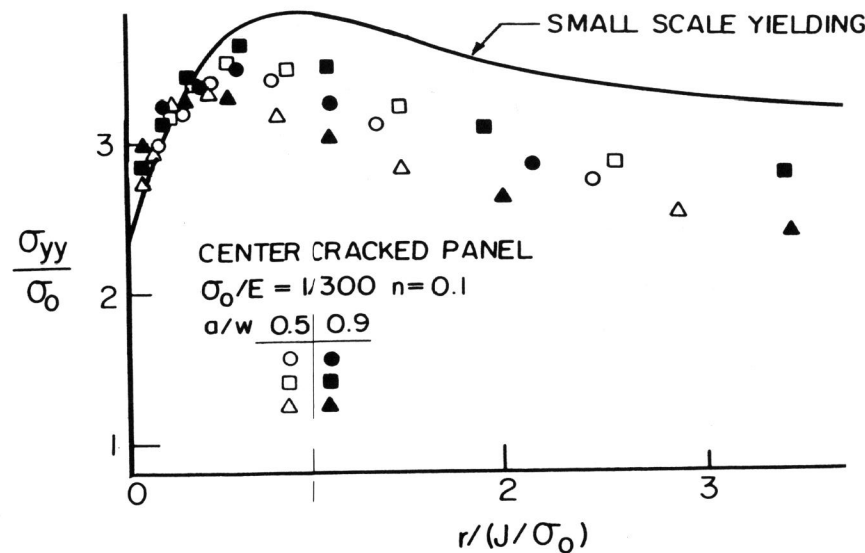 SMALL SCALE YIELDING
3
σyy/σ₀
CENTER CRACKED PANEL
σ₀/E = 1/300 n = 0.1
2
a/w 0.5 0.9
1
0 2 3
r/(J/σ₀)